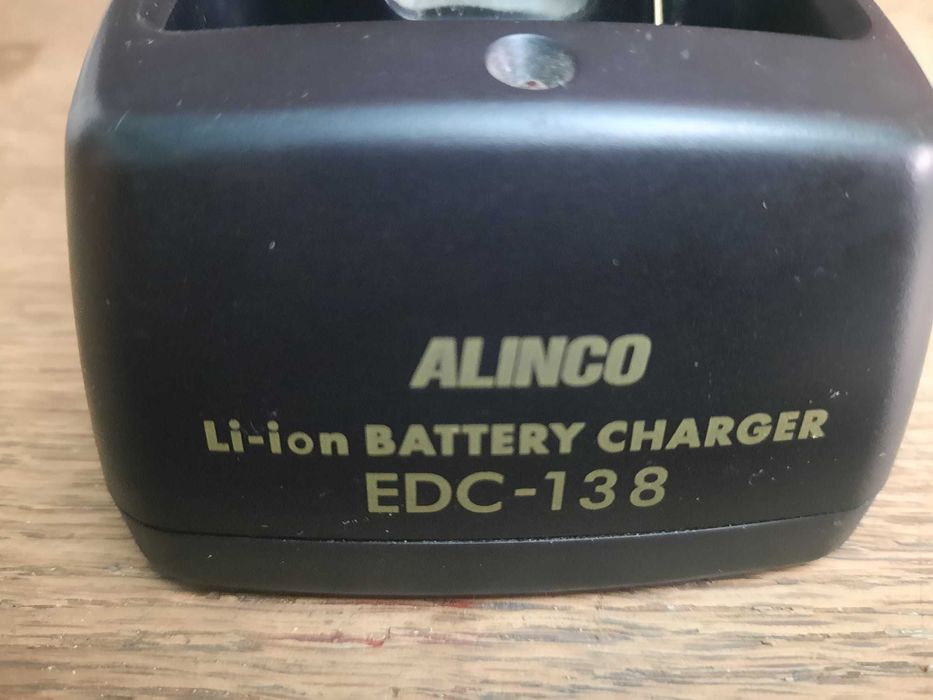 ALINCO
Li-ion BATTERY CHARGER
EDC-138